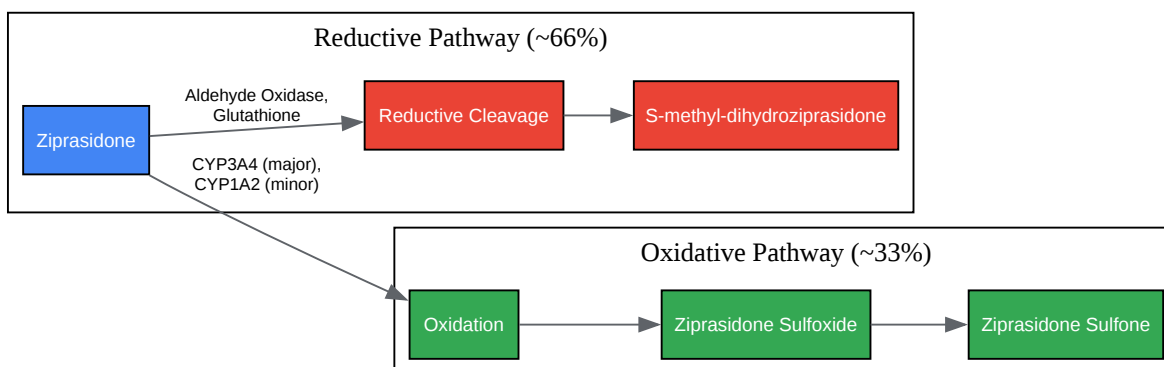 Reductive Pathway (~66%)
Ziprasidone
Aldehyde Oxidase,
Glutathione
Reductive Cleavage
S-methyl-dihydroziprasidone
CYP3A4 (major),
CYP1A2 (minor)
Oxidative Pathway (~33%)
Oxidation
Ziprasidone Sulfoxide
Ziprasidone Sulfone